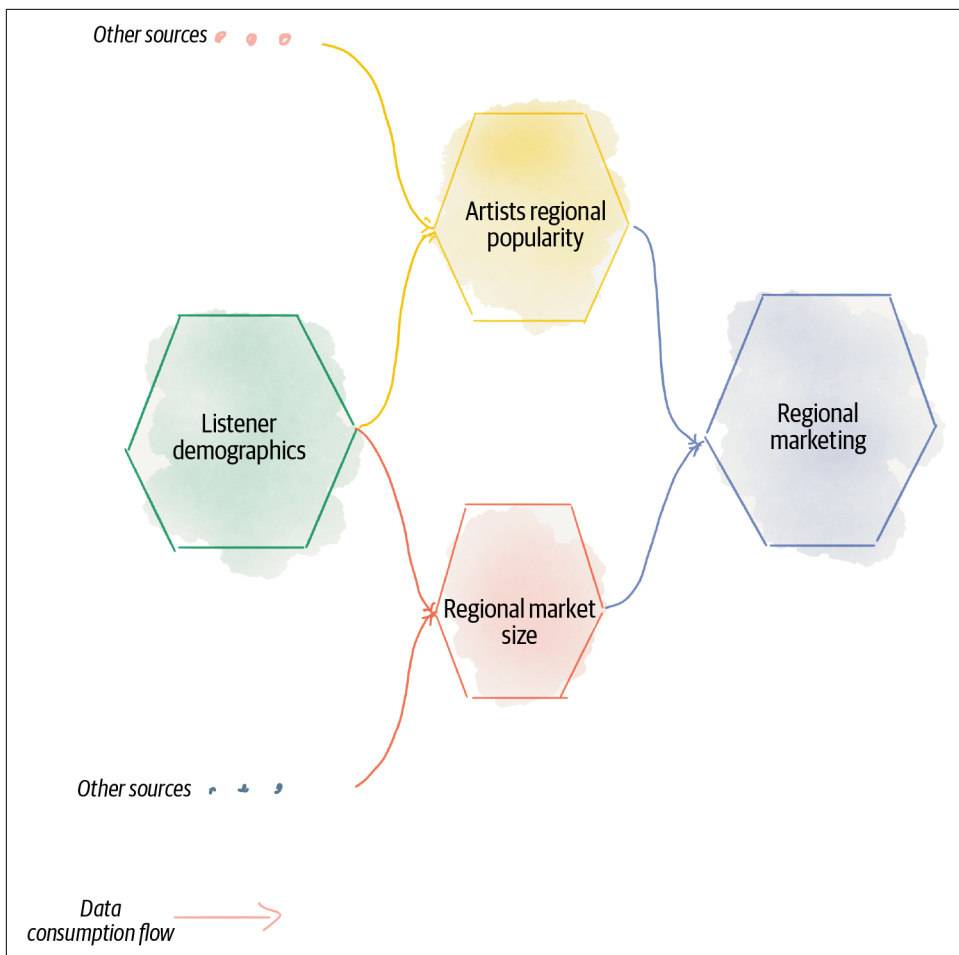 Other sources
Artists regional
popularity
Listener
demographics
Regional
marketing
Regional market
size
Other sources
Data
consumption flow